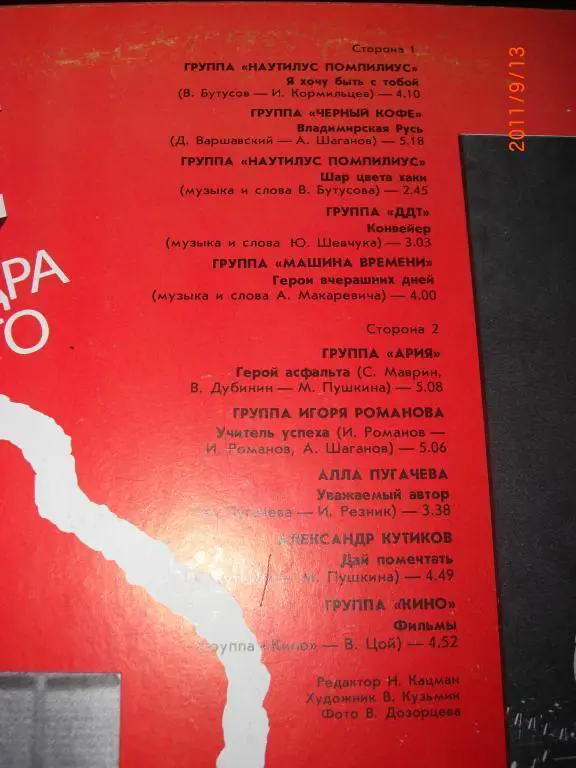 Сторона 1
ГРУППА «НАУТИЛУС ПОМПИЛИУС»
Я хочу быть с тобой
(В. Бутусов — И. Кормильцев) — 4.10
ГРУППА «ЧЕРНЫЙ КОФЕ»
Владимирская Русь
(Д. Варшавский — А. Шаганов) — 5.18
ГРУППА «НАУТИЛУС ПОМПИЛИУС»
Шар цвета хаки
(музыка и слова В. Бутусова) — 2.45
ГРУППА «ДДТ»
Конвейер
(музыка и слова Ю. Шевчука) — 3.03
ГРУППА «МАШИНА ВРЕМЕНИ»
Герои вчерашних дней
(музыка и слова А. Макаревича) — 4.00
Сторона 2
ГРУППА «АРИЯ»
Герой асфальта (С. Маврин,
В. Дубинин — М. Пушкина) — 5.08
ГРУППА ИГОРЯ РОМАНОВА
Учитель успеха (И. Романов —
И. Романов, А. Шаганов) — 5.06
АЛЛА ПУГАЧЕВА
Уважаемый автор
Пугачева — И. Резник) — 3.38
АЛЕКСАНДР КУТИКОВ
Дай помечтать
М. Пушкина) — 4.49
ГРУППА «КИНО»
Фильмы
(группа «Кино» — В. Цой) — 4.52
Редактор Н. Кацман
Художник В. Кузьмин
Фото В. Дозорцева
ДРА
ГО
2011/9/13